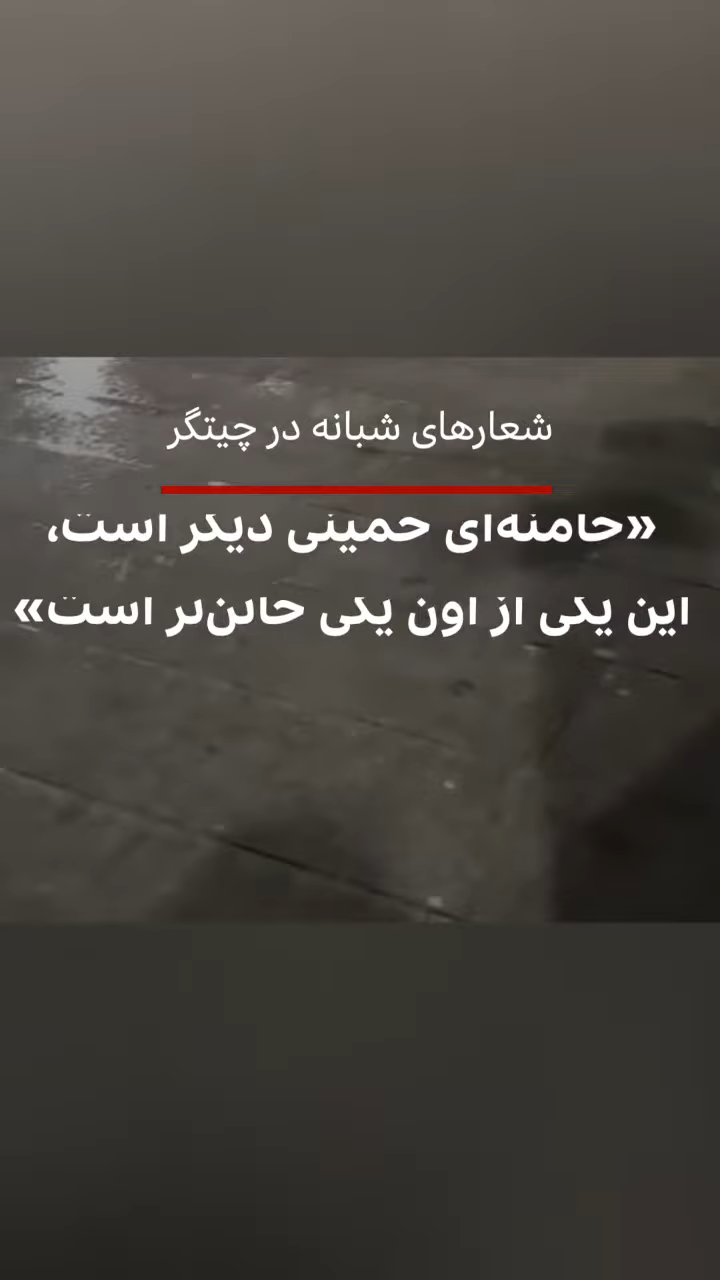 شعارهای شبانه در چیتگر
«خامنه‌ای خمینی دیگر است،
این یکی از اون یکی خائن‌تر است»